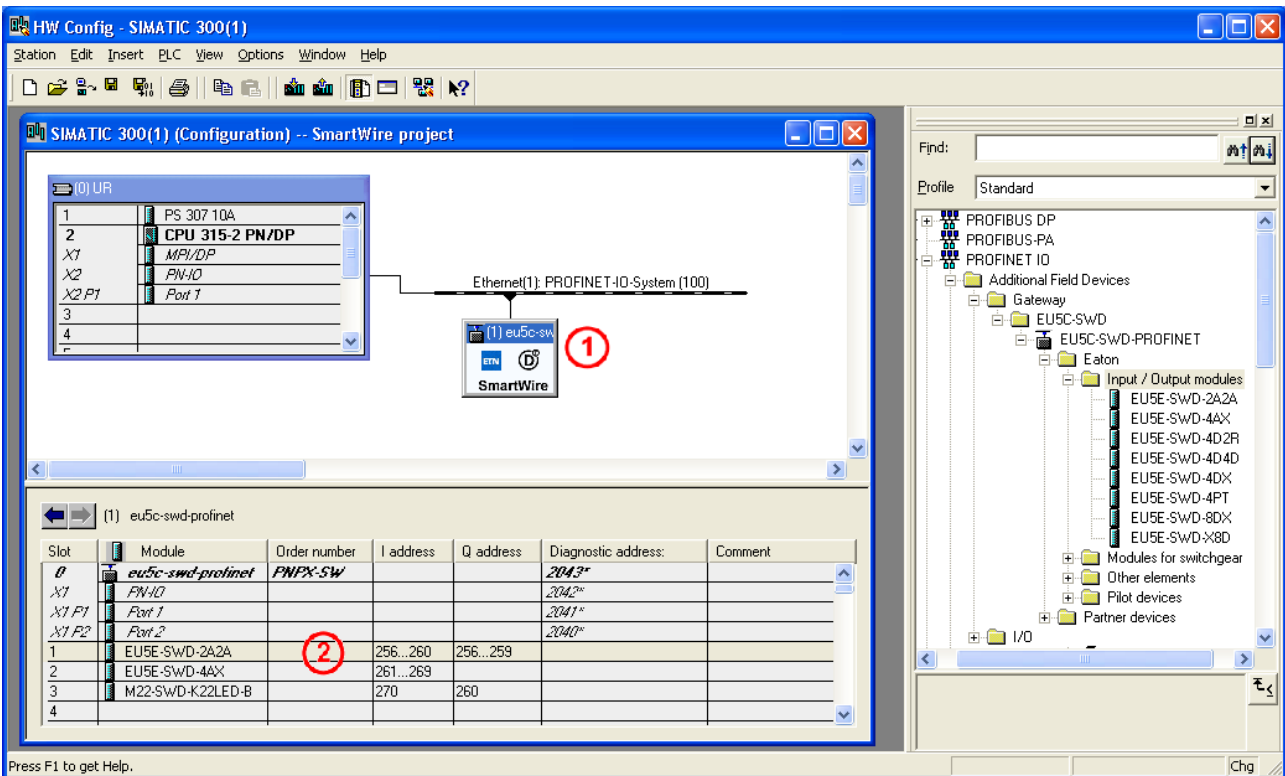 HW Config - SIMATIC 300(1)
Station Edit Insert PLC View Options Window Help
SIMATIC 300(1) (Configuration) -- SmartWire project
(0) UR
1 PS 307 10A
2 CPU 315-2 PN/DP
X1 MPI/DP
X2 PN-IO
X2 P1 Port 1
3
4
Ethernet(1): PROFINET-IO-System (100)
(1) eu5c-sw
1
ETN
SmartWire
(1) eu5c-swd-profinet
Slot Module Order number I address Q address Diagnostic address: Comment
0 eu5c-swd-profinet PNPX-SW 2043*
X1 PN-IO 2042*
X1 P1 Port 1 2041*
X1 P2 Port 2 2040*
1 EU5E-SWD-2A2A 256...260 256...259
2
2 EU5E-SWD-4AX 261...269
3 M22-SWD-K22LED-B 270 260
4
Find:
Profile Standard
PROFIBUS DP
PROFIBUS-PA
PROFINET IO
Additional Field Devices
Gateway
EU5C-SWD
EU5C-SWD-PROFINET
Eaton
Input / Output modules
EU5E-SWD-2A2A
EU5E-SWD-4AX
EU5E-SWD-4D2R
EU5E-SWD-4D4D
EU5E-SWD-4DX
EU5E-SWD-4PT
EU5E-SWD-8DX
EU5E-SWD-X8D
Modules for switchgear
Other elements
Pilot devices
Partner devices
I/O
Press F1 to get Help.
Chg